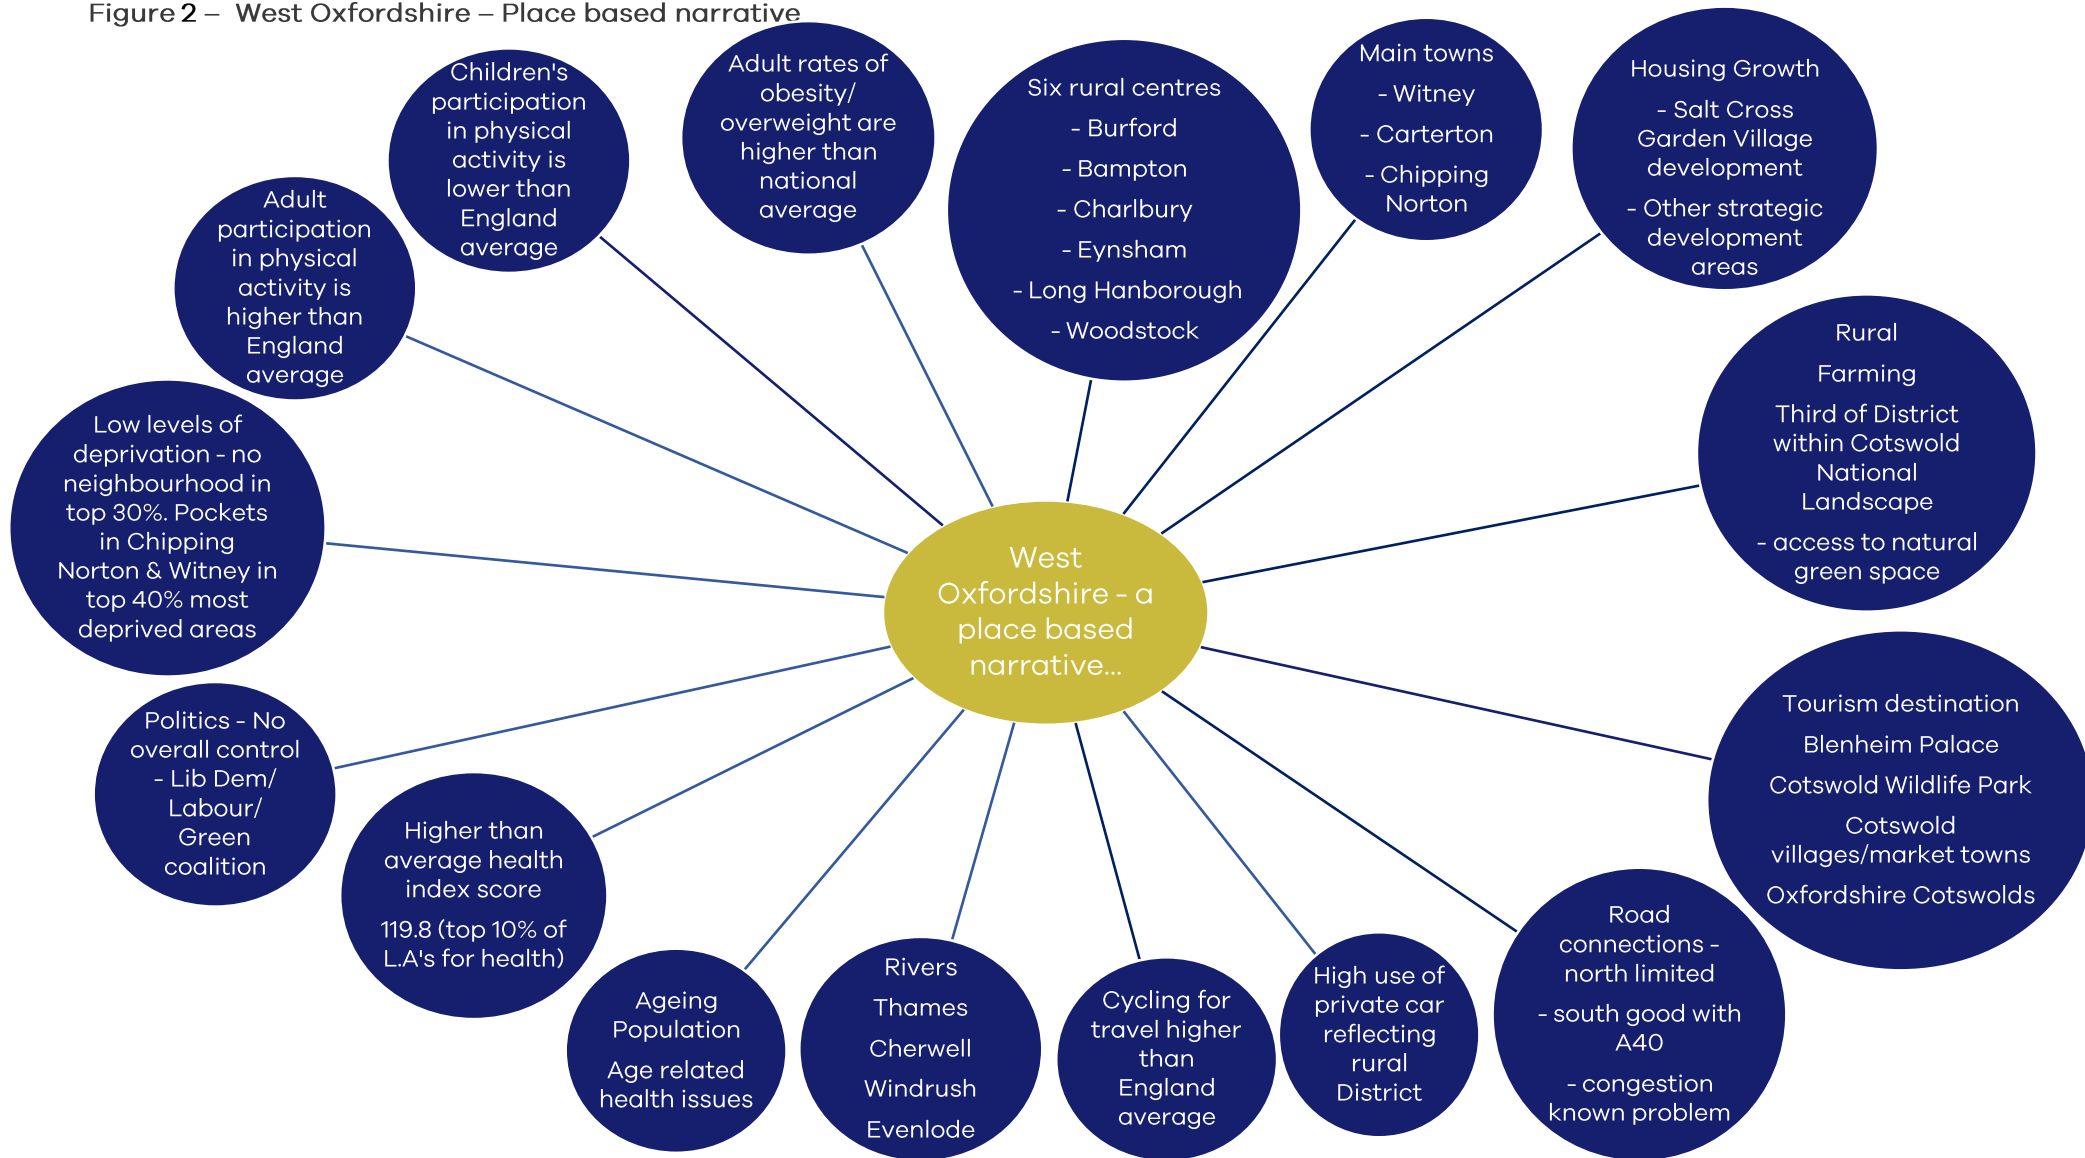 Figure 2 – West Oxfordshire – Place based narrative
Children's
participation
in physical
activity is
lower than
England
average
Adult rates of
obesity/
overweight are
higher than
national
average
Six rural centres
- Burford
- Bampton
- Charlbury
- Eynsham
- Long Hanborough
- Woodstock
Main towns
- Witney
- Carterton
- Chipping
Norton
Housing Growth
- Salt Cross
Garden Village
development
- Other strategic
development
areas
Adult
participation
in physical
activity is
higher than
England
average
Rural
Farming
Third of District
within Cotswold
National
Landscape
- access to natural
green space
Low levels of
deprivation - no
neighbourhood in
top 30%. Pockets
in Chipping
Norton & Witney in
top 40% most
deprived areas
West
Oxfordshire - a
place based
narrative...
Tourism destination
Blenheim Palace
Cotswold Wildlife Park
Cotswold
villages/market towns
Oxfordshire Cotswolds
Politics - No
overall control
- Lib Dem/
Labour/
Green
coalition
Higher than
average health
index score
119.8 (top 10% of
L.A's for health)
Ageing
Population
Age related
health issues
Rivers
Thames
Cherwell
Windrush
Evenlode
Cycling for
travel higher
than
England
average
High use of
private car
reflecting
rural
District
Road
connections -
north limited
- south good with
A40
- congestion
known problem